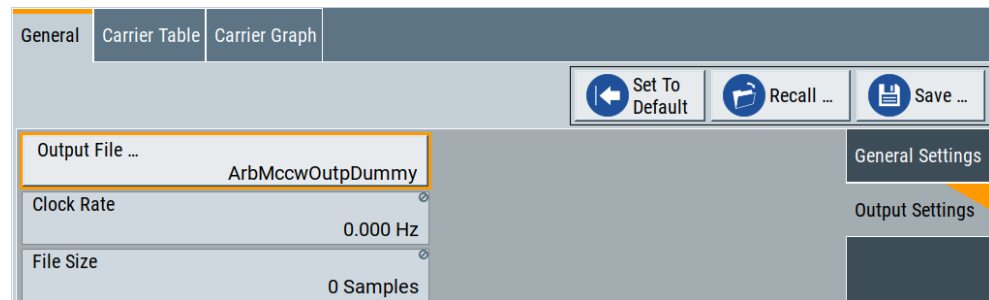 General
Carrier Table
Carrier Graph
Set To
Default
Recall ...
Save ...
Output File ...
ArbMccwOutpDummy
Clock Rate
0.000 Hz
File Size
0 Samples
General Settings
Output Settings